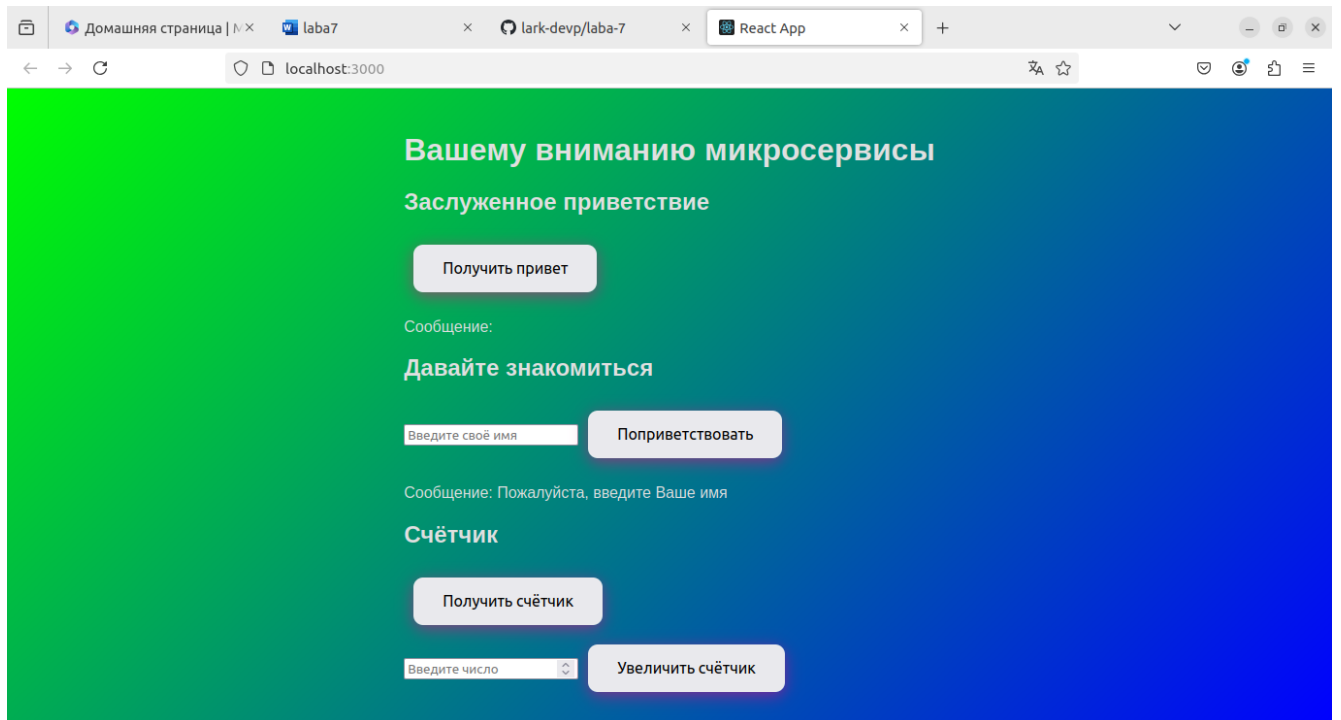 Домашняя страница | M
laba7
lark-devp/laba-7
React App
localhost:3000
Вашему вниманию микросервисы
Заслуженное приветствие
Получить привет
Сообщение:
Давайте знакомиться
Введите своё имя
Поприветствовать
Сообщение: Пожалуйста, введите Ваше имя
Счётчик
Получить счётчик
Введите число
Увеличить счётчик